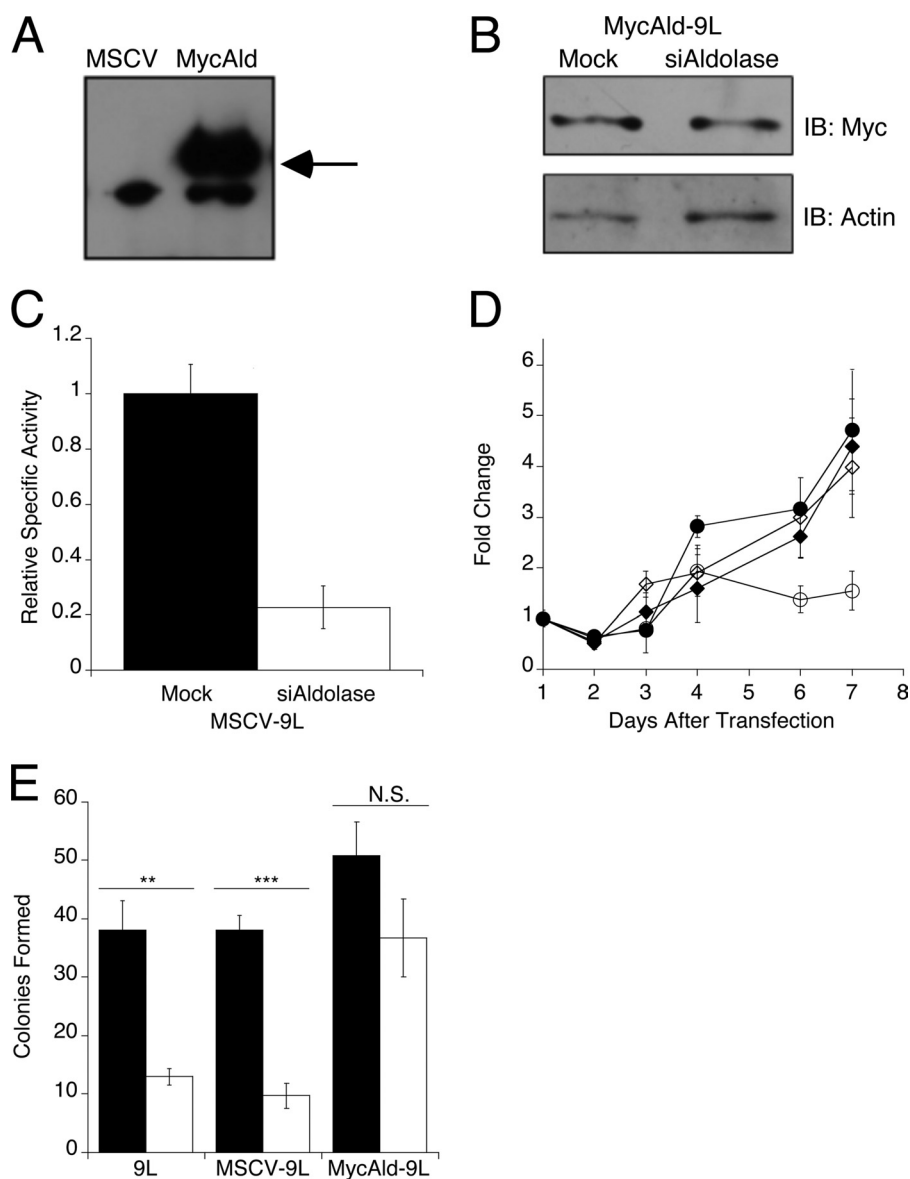 A
MSCV MycAld
B
MycAld-9L
Mock siAldolase
IB: Myc
IB: Actin
C
1.2
1
0.8
0.6
0.4
0.2
0
Relative Specific Activity
Mock siAldolase
MSCV-9L
D
6
5
4
3
2
1
0
Fold Change
1 2 3 4 5 6 7 8
Days After Transfection
E
60
50
40
30
20
10
0
Colonies Formed
**
***
N.S.
9L MSCV-9L MycAld-9L